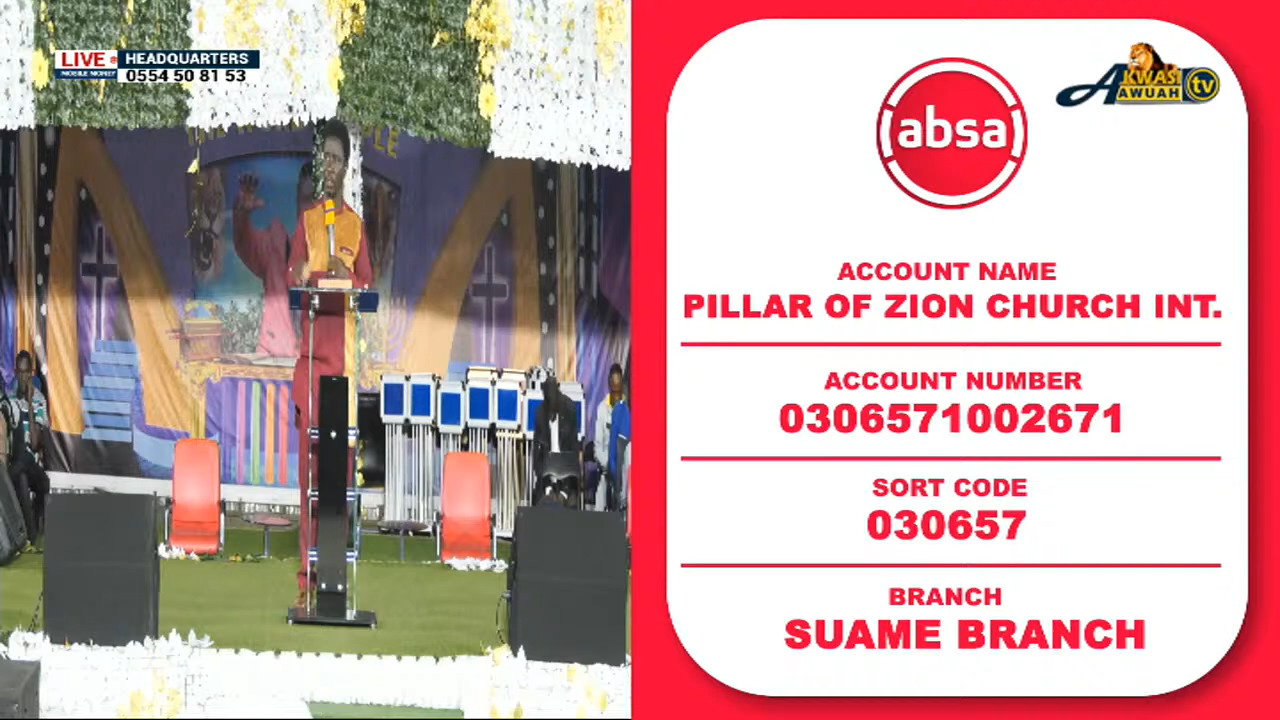 LIVE
HEADQUARTERS
MOBILE MONEY
0554 50 81 53
absa
AKWASI
AWUAH tv
ACCOUNT NAME
PILLAR OF ZION CHURCH INT.
ACCOUNT NUMBER
0306571002671
SORT CODE
030657
BRANCH
SUAME BRANCH